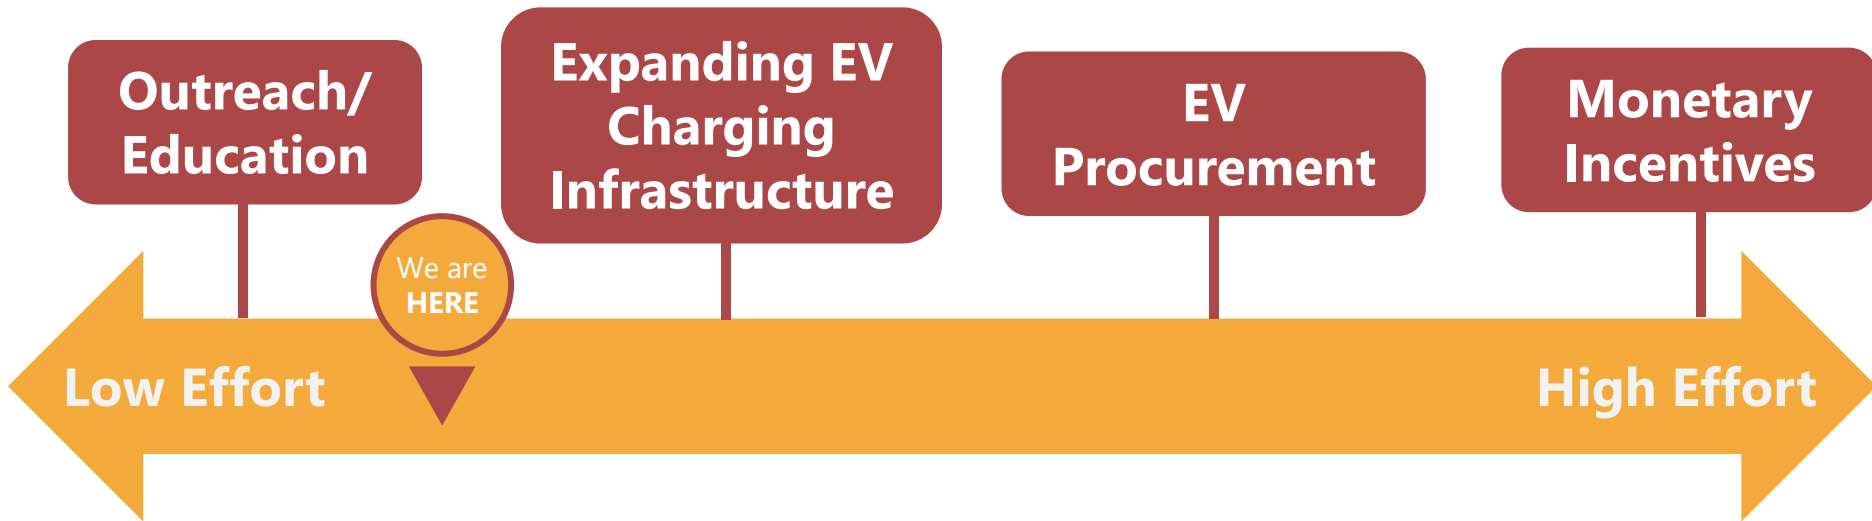 Outreach/
Education
Expanding EV
Charging
Infrastructure
EV
Procurement
Monetary
Incentives
We are
HERE
Low Effort
High Effort